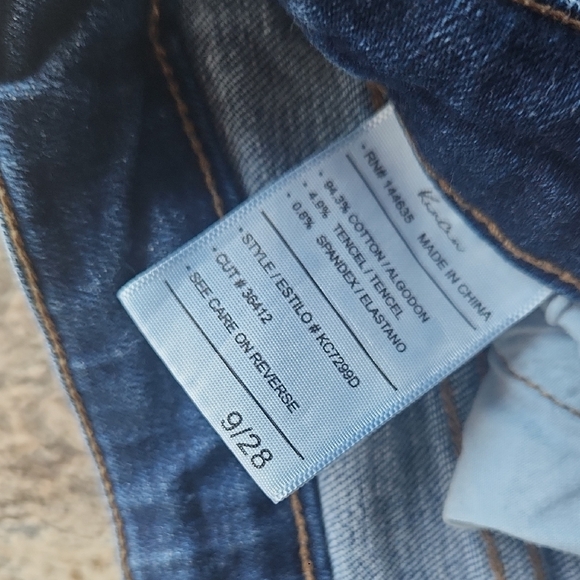 KanCan
MADE IN CHINA
• RN# 144635
• 94.3% COTTON / ALGODON
• 4.9% TENCEL / TENCEL
• 0.8% SPANDEX / ELASTANO
• STYLE / ESTILO # KC7299D
• CUT # 36412
• SEE CARE ON REVERSE
9/28